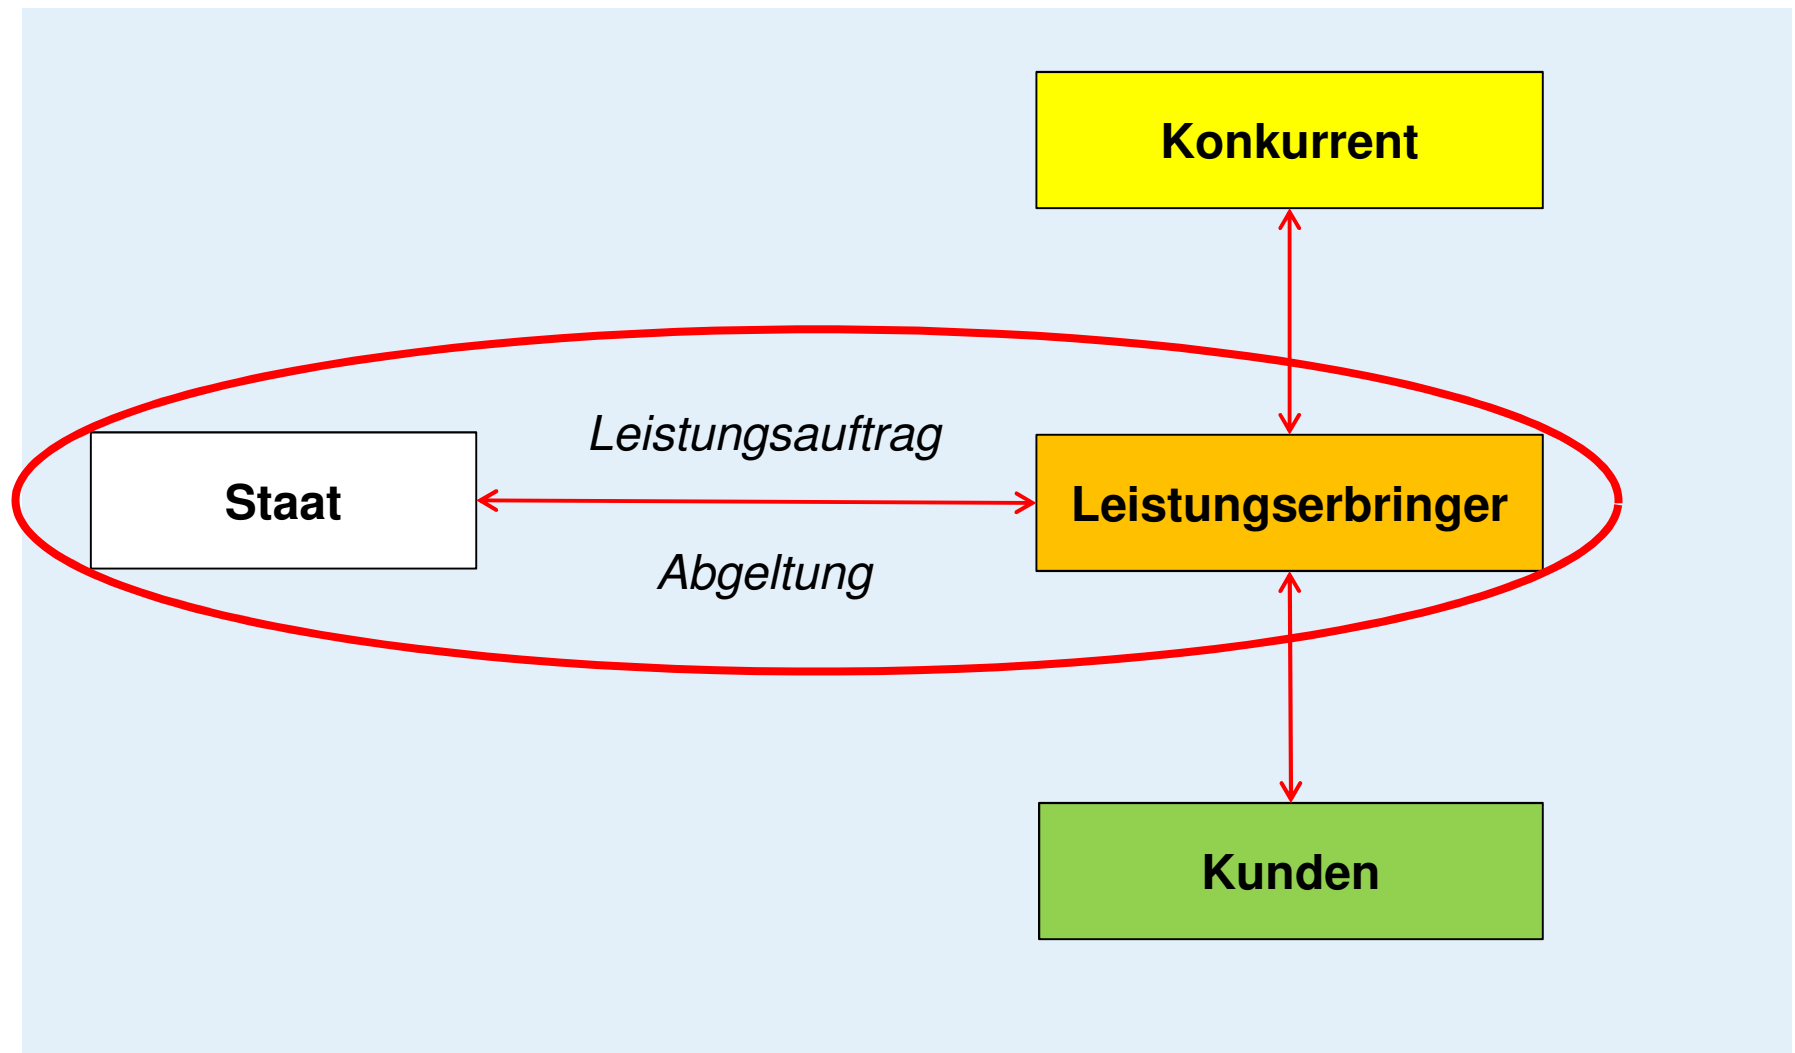 Konkurrent
Leistungsauftrag
Staat
Leistungserbringer
Abgeltung
Kunden